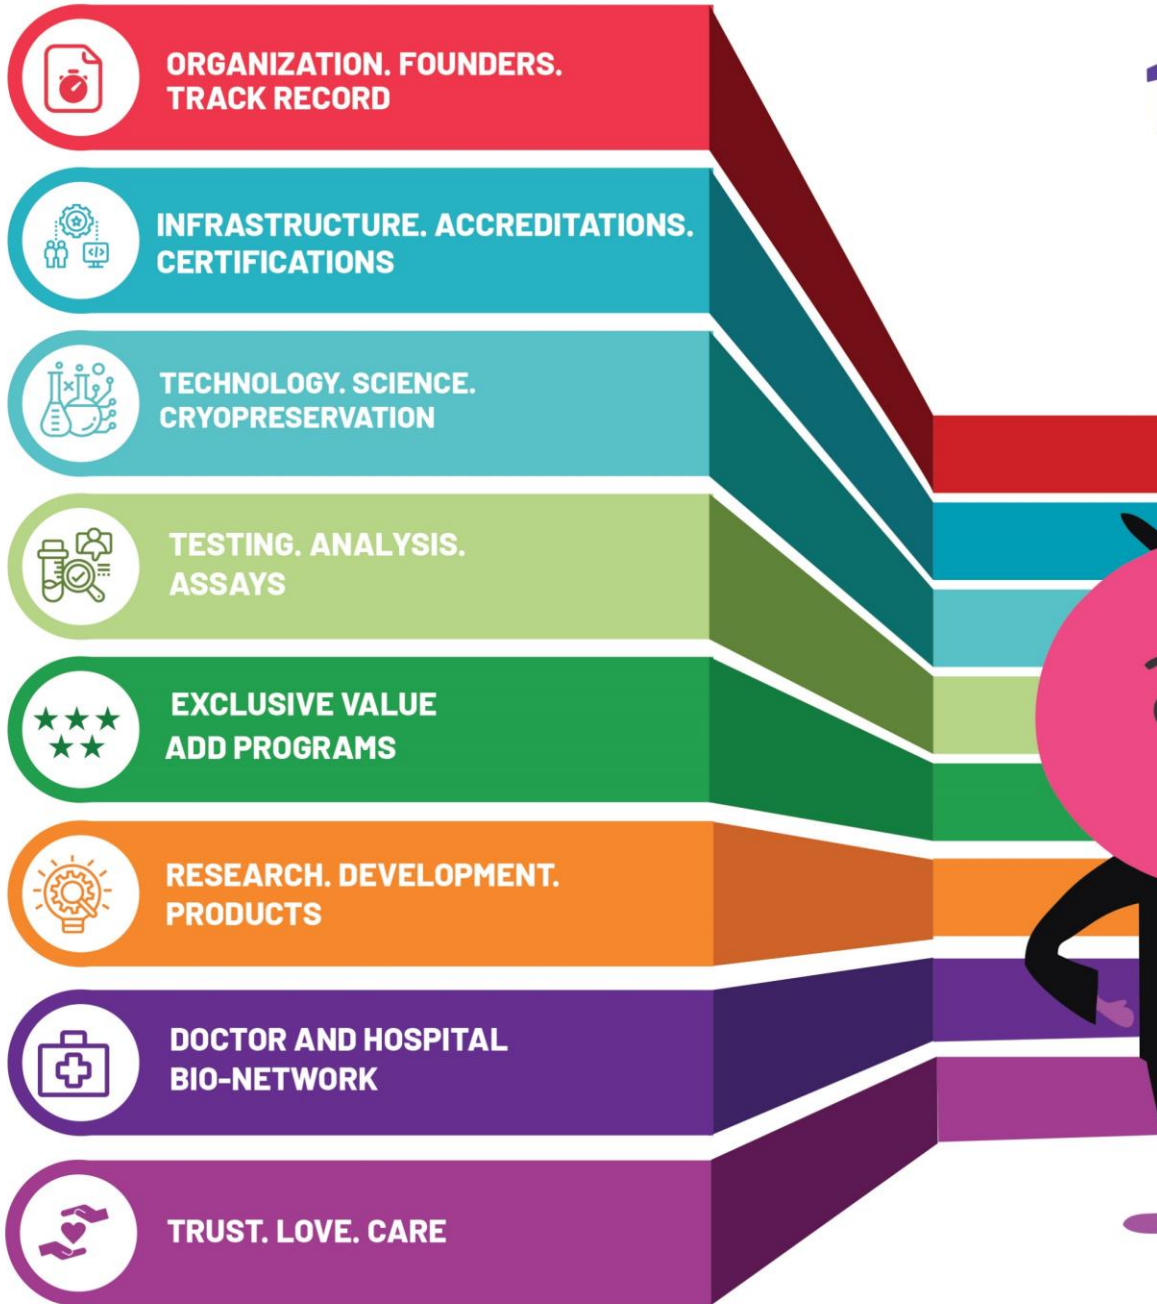 ORGANIZATION. FOUNDERS.
TRACK RECORD
INFRASTRUCTURE. ACCREDITATIONS.
CERTIFICATIONS
TECHNOLOGY. SCIENCE.
CRYOPRESERVATION
TESTING. ANALYSIS.
ASSAYS
EXCLUSIVE VALUE
ADD PROGRAMS
RESEARCH. DEVELOPMENT.
PRODUCTS
DOCTOR AND HOSPITAL
BIO-NETWORK
TRUST. LOVE. CARE